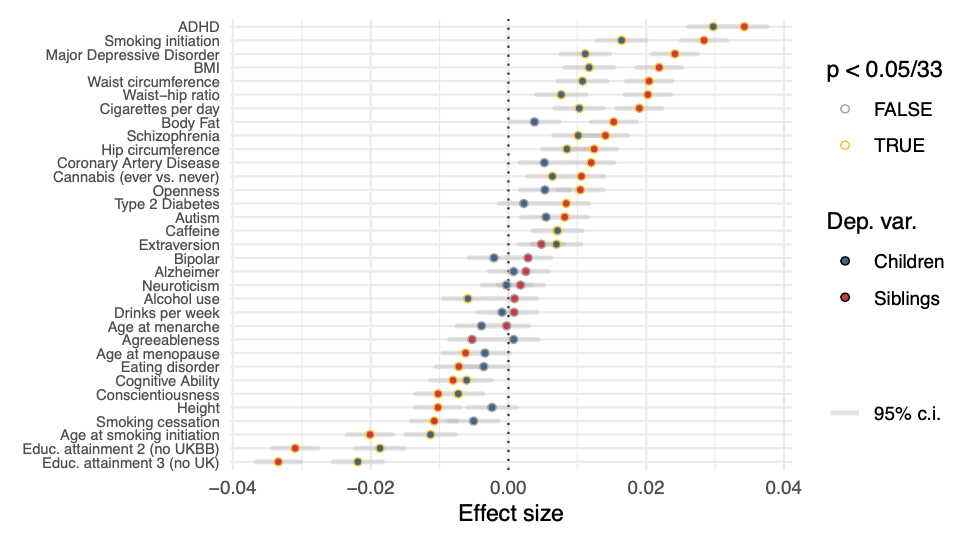 ADHD
Smoking initiation
Major Depressive Disorder
BMI
Waist circumference
Waist−hip ratio
Cigarettes per day
Body Fat
Schizophrenia
Hip circumference
Coronary Artery Disease
Cannabis (ever vs. never)
Openness
Type 2 Diabetes
Autism
Caffeine
Extraversion
Bipolar
Alzheimer
Neuroticism
Alcohol use
Drinks per week
Age at menarche
Agreeableness
Age at menopause
Eating disorder
Cognitive Ability
Conscientiousness
Height
Smoking cessation
Age at smoking initiation
Educ. attainment 2 (no UKBB)
Educ. attainment 3 (no UK)
−0.04 −0.02 0.00 0.02 0.04
Effect size
p < 0.05/33
FALSE
TRUE
Dep. var.
Children
Siblings
95% c.i.